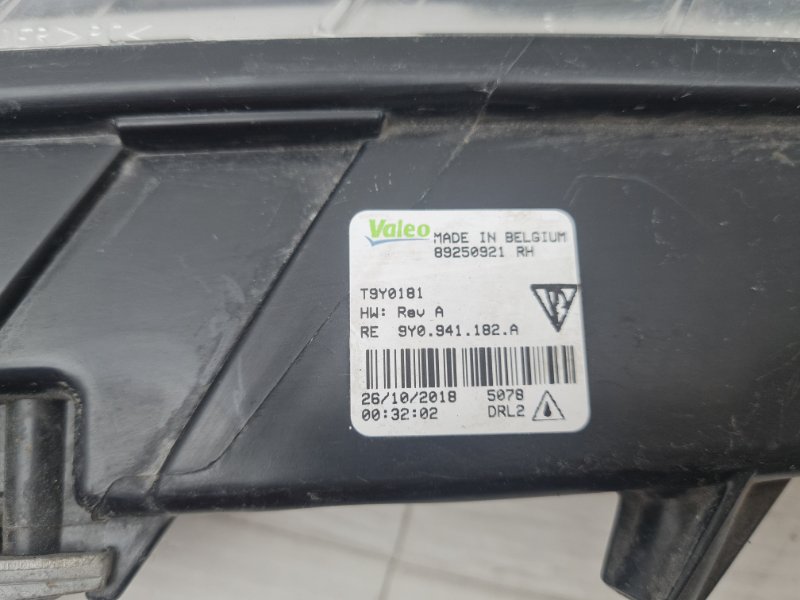 Valeo
MADE IN BELGIUM
89250921 RH
T9Y0181
HW: Rev A
RE 9Y0.941.182.A
26/10/2018 5078
00:32:02 DRL2